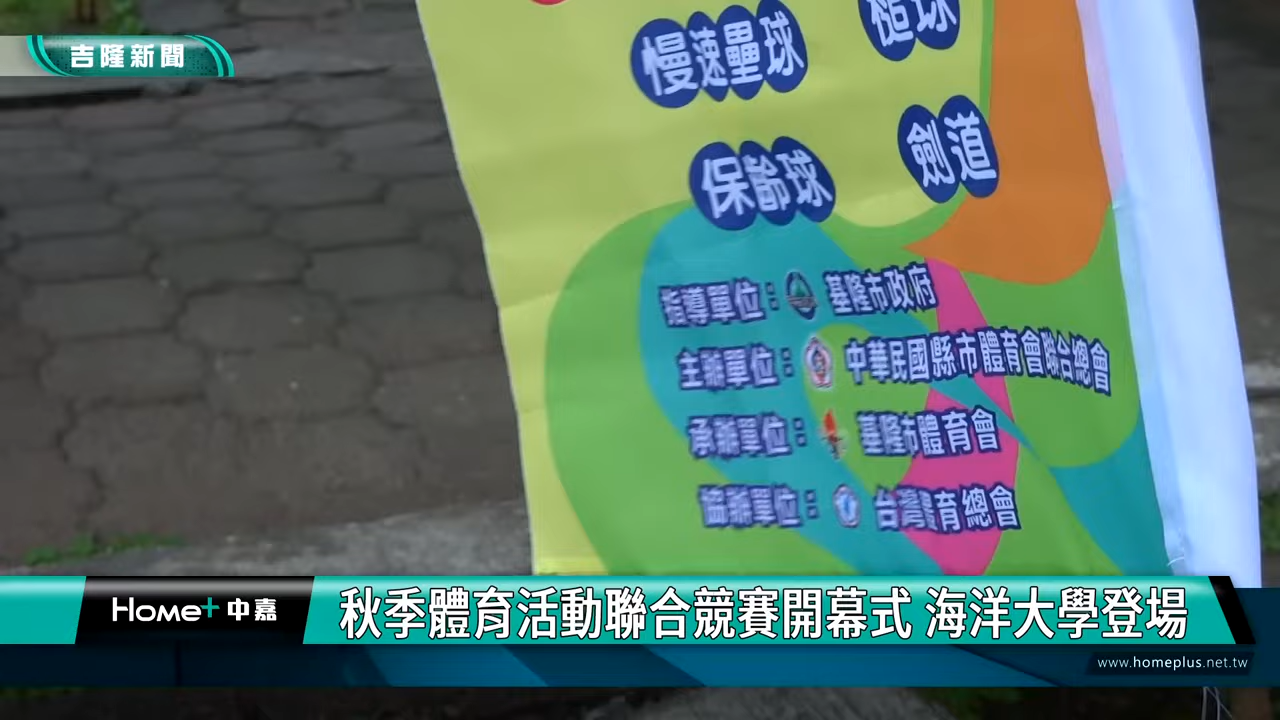 吉隆新聞
慢速壘球
槌球
保齡球
劍道
指導單位：基隆市政府
主辦單位：中華民國縣市體育會聯合總會
承辦單位：基隆市體育會
協辦單位：台灣體育總會
Home+ 中嘉
秋季體育活動聯合競賽開幕式 海洋大學登場
www.homeplus.net.tw